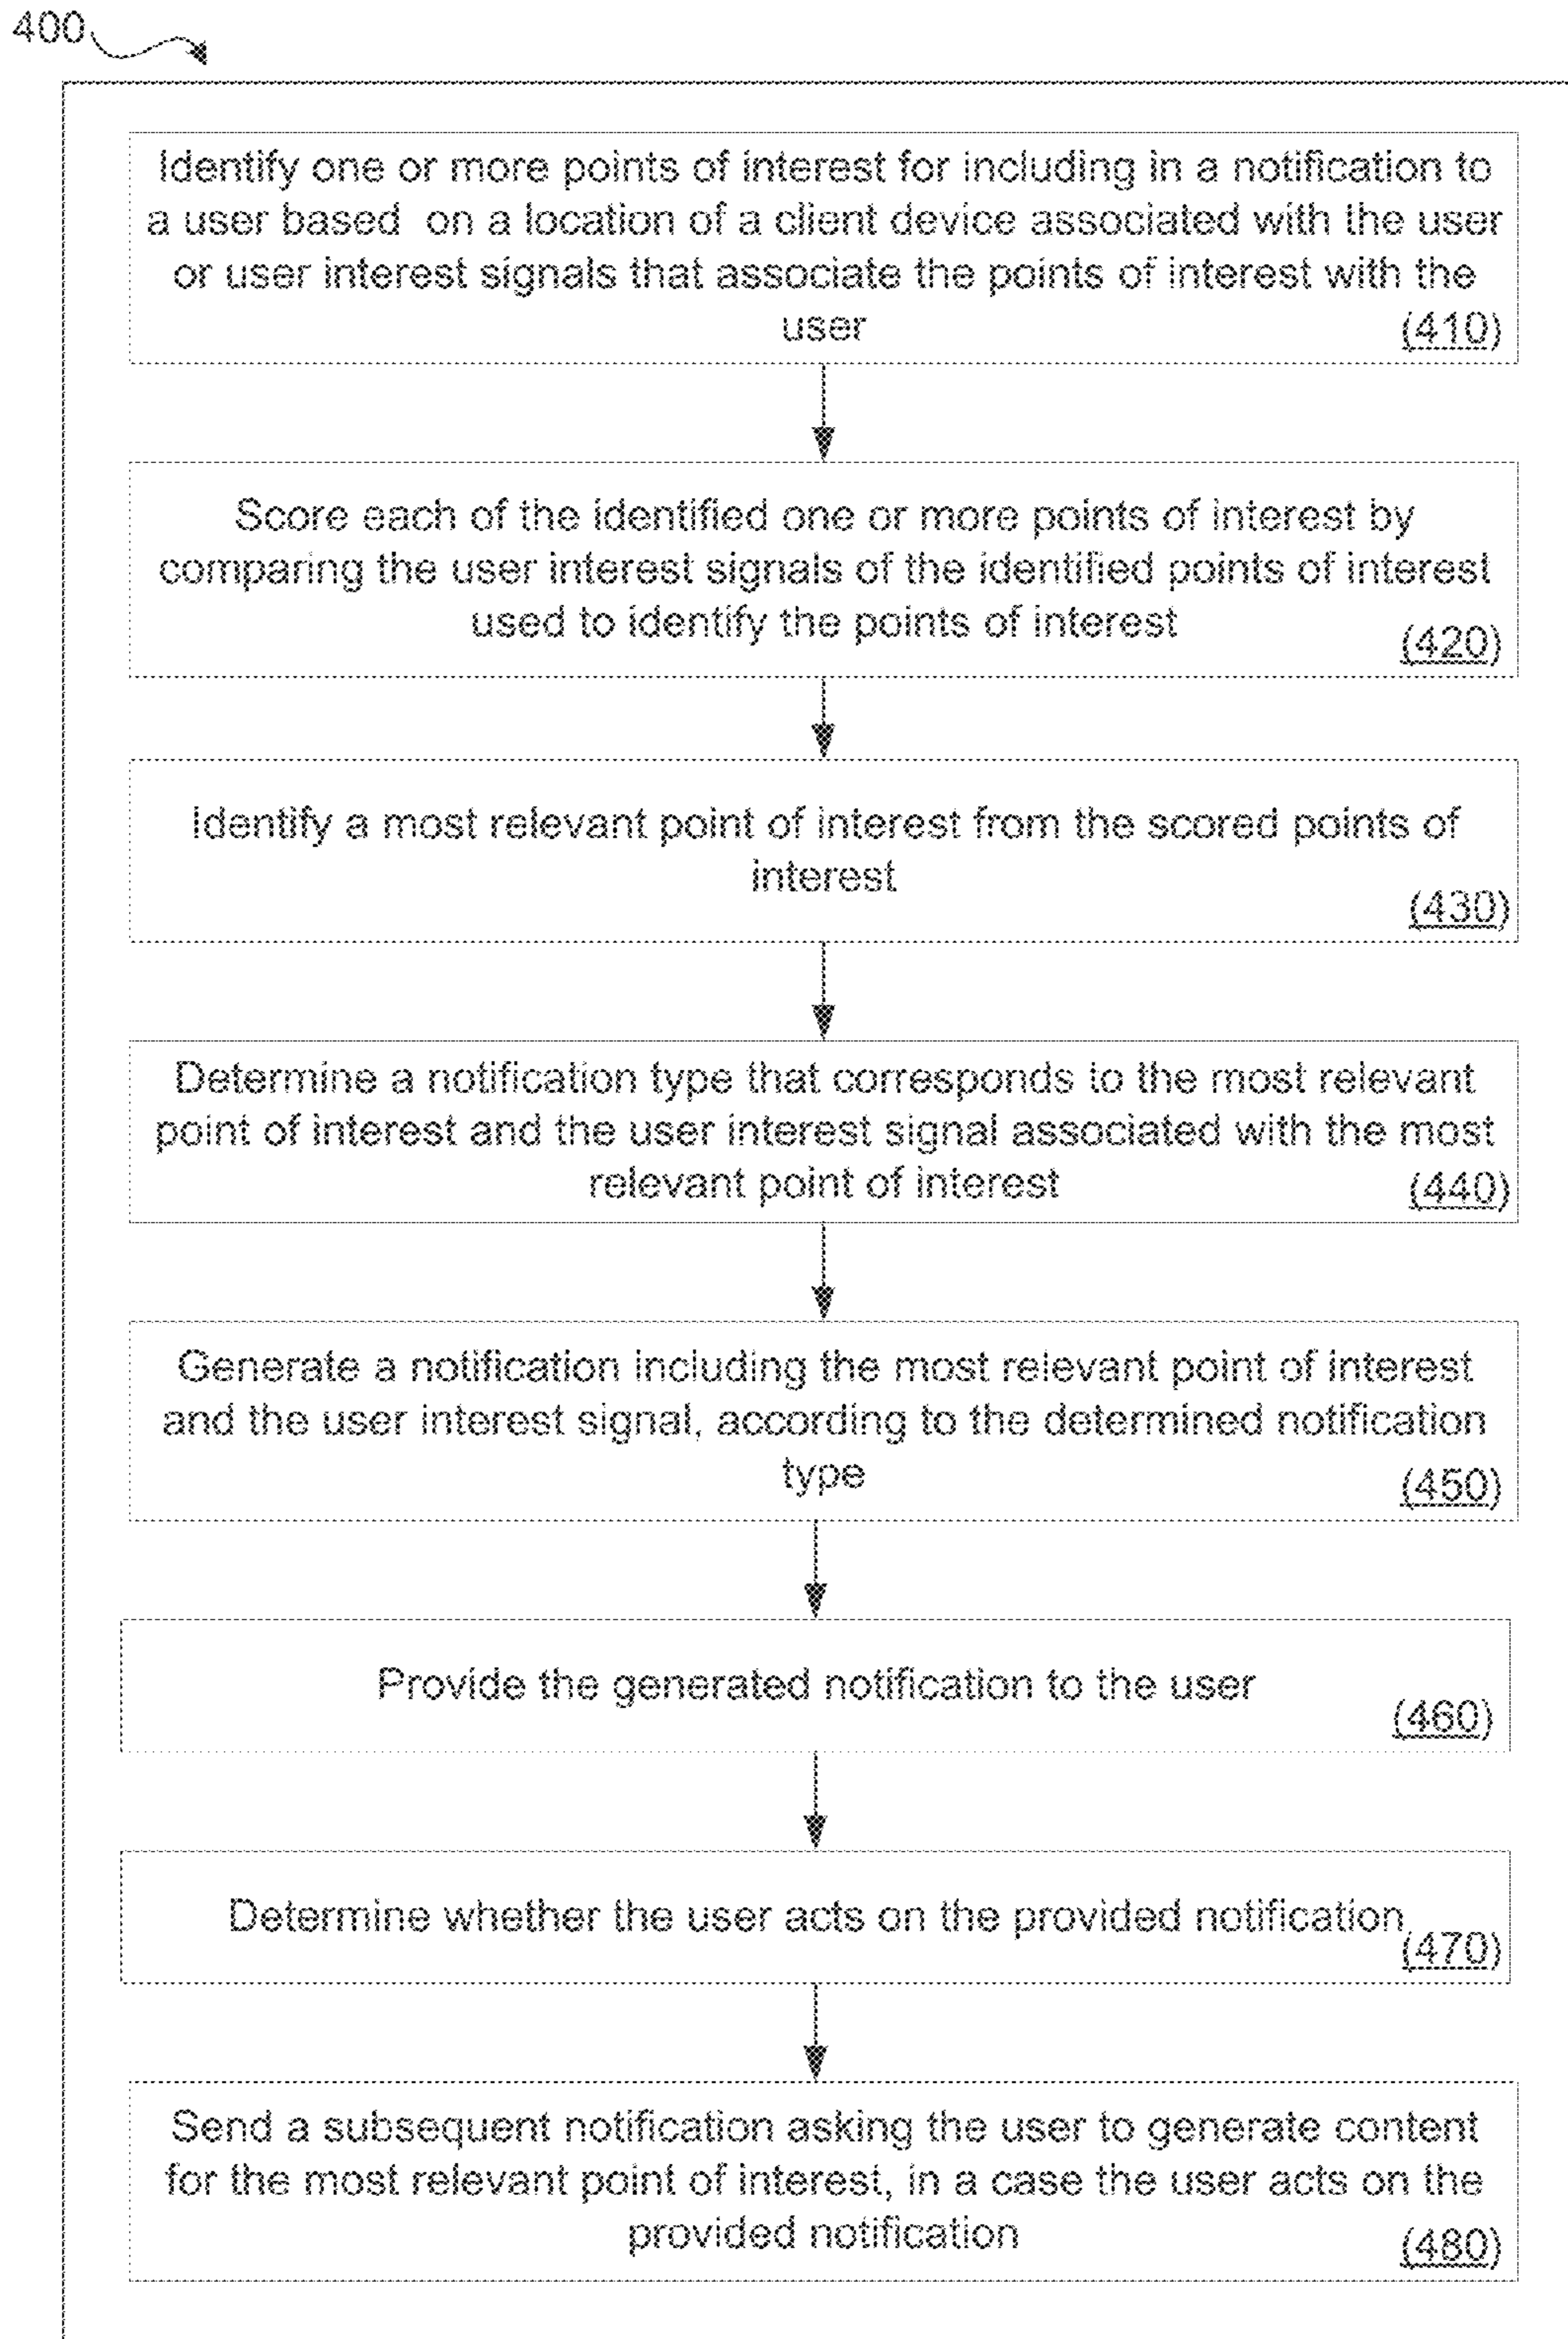 400
Identify one or more points of interest for including in a notification to
a user based on a location of a client device associated with the user
or user interest signals that associate the points of interest with the
user
(410)
Score each of the identified one or more points of interest by
comparing the user interest signals of the identified points of interest
used to identify the points of interest
(420)
Identify a most relevant point of interest from the scored points of
interest
(430)
Determine a notification type that corresponds to the most relevant
point of interest and the user interest signal associated with the most
relevant point of interest
(440)
Generate a notification including the most relevant point of interest
and the user interest signal, according to the determined notification
type
(450)
Provide the generated notification to the user
(460)
Determine whether the user acts on the provided notification
(470)
Send a subsequent notification asking the user to generate content
for the most relevant point of interest, in a case the user acts on the
provided notification
(480)